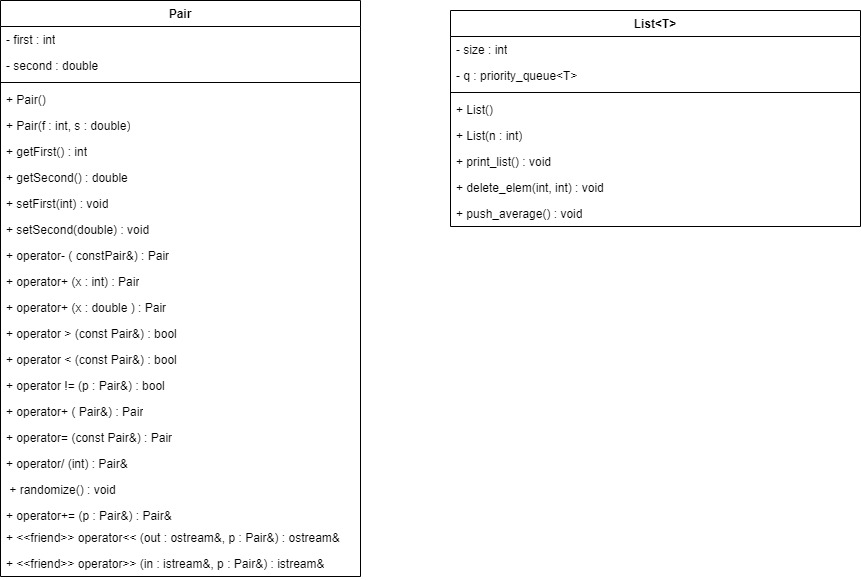 Pair
- first : int
- second : double
+ Pair()
+ Pair(f : int, s : double)
+ getFirst() : int
+ getSecond() : double
+ setFirst(int) : void
+ setSecond(double) : void
+ operator- ( constPair&) : Pair
+ operator+ (x : int) : Pair
+ operator+ (x : double ) : Pair
+ operator > (const Pair&) : bool
+ operator < (const Pair&) : bool
+ operator != (p : Pair&) : bool
+ operator+ ( Pair&) : Pair
+ operator= (const Pair&) : Pair
+ operator/ (int) : Pair&
+ randomize() : void
+ operator+= (p : Pair&) : Pair&
+ <<friend>> operator<< (out : ostream&, p : Pair&) : ostream&
+ <<friend>> operator>> (in : istream&, p : Pair&) : istream&
List<T>
- size : int
- q : priority_queue<T>
+ List()
+ List(n : int)
+ print_list() : void
+ delete_elem(int, int) : void
+ push_average() : void